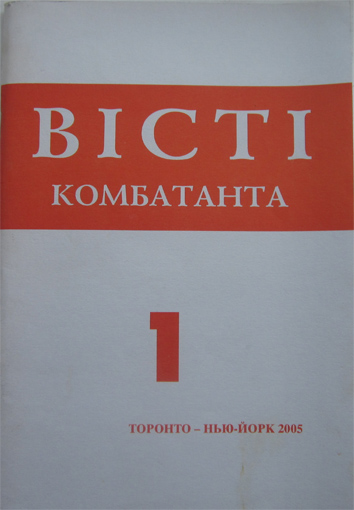 ВІСТІ
КОМБАТАНТА
1
ТОРОНТО – НЬЮ-ЙОРК 2005